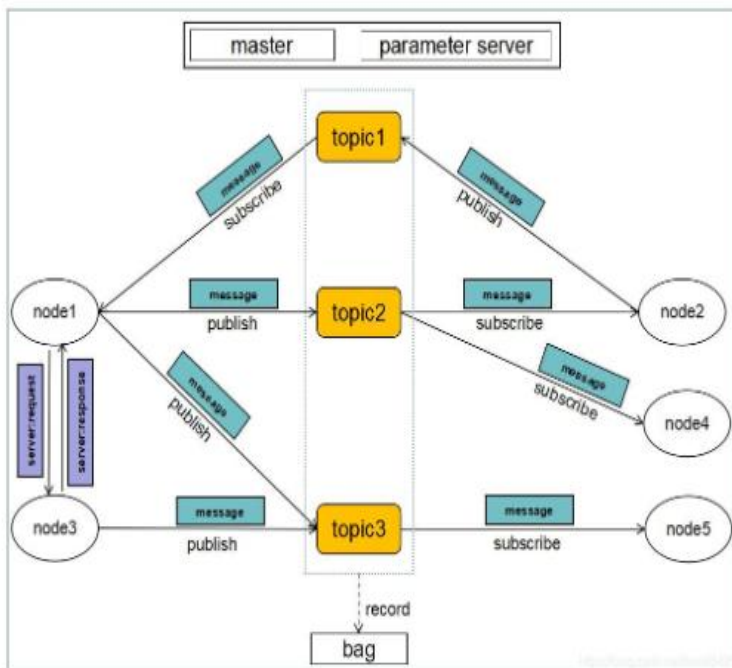 master
parameter server
topic1
message
subscribe
message
publish
node1
message
publish
topic2
message
subscribe
node2
server:request
server:response
message
publish
message
subscribe
node4
node3
message
publish
topic3
message
subscribe
node5
record
bag